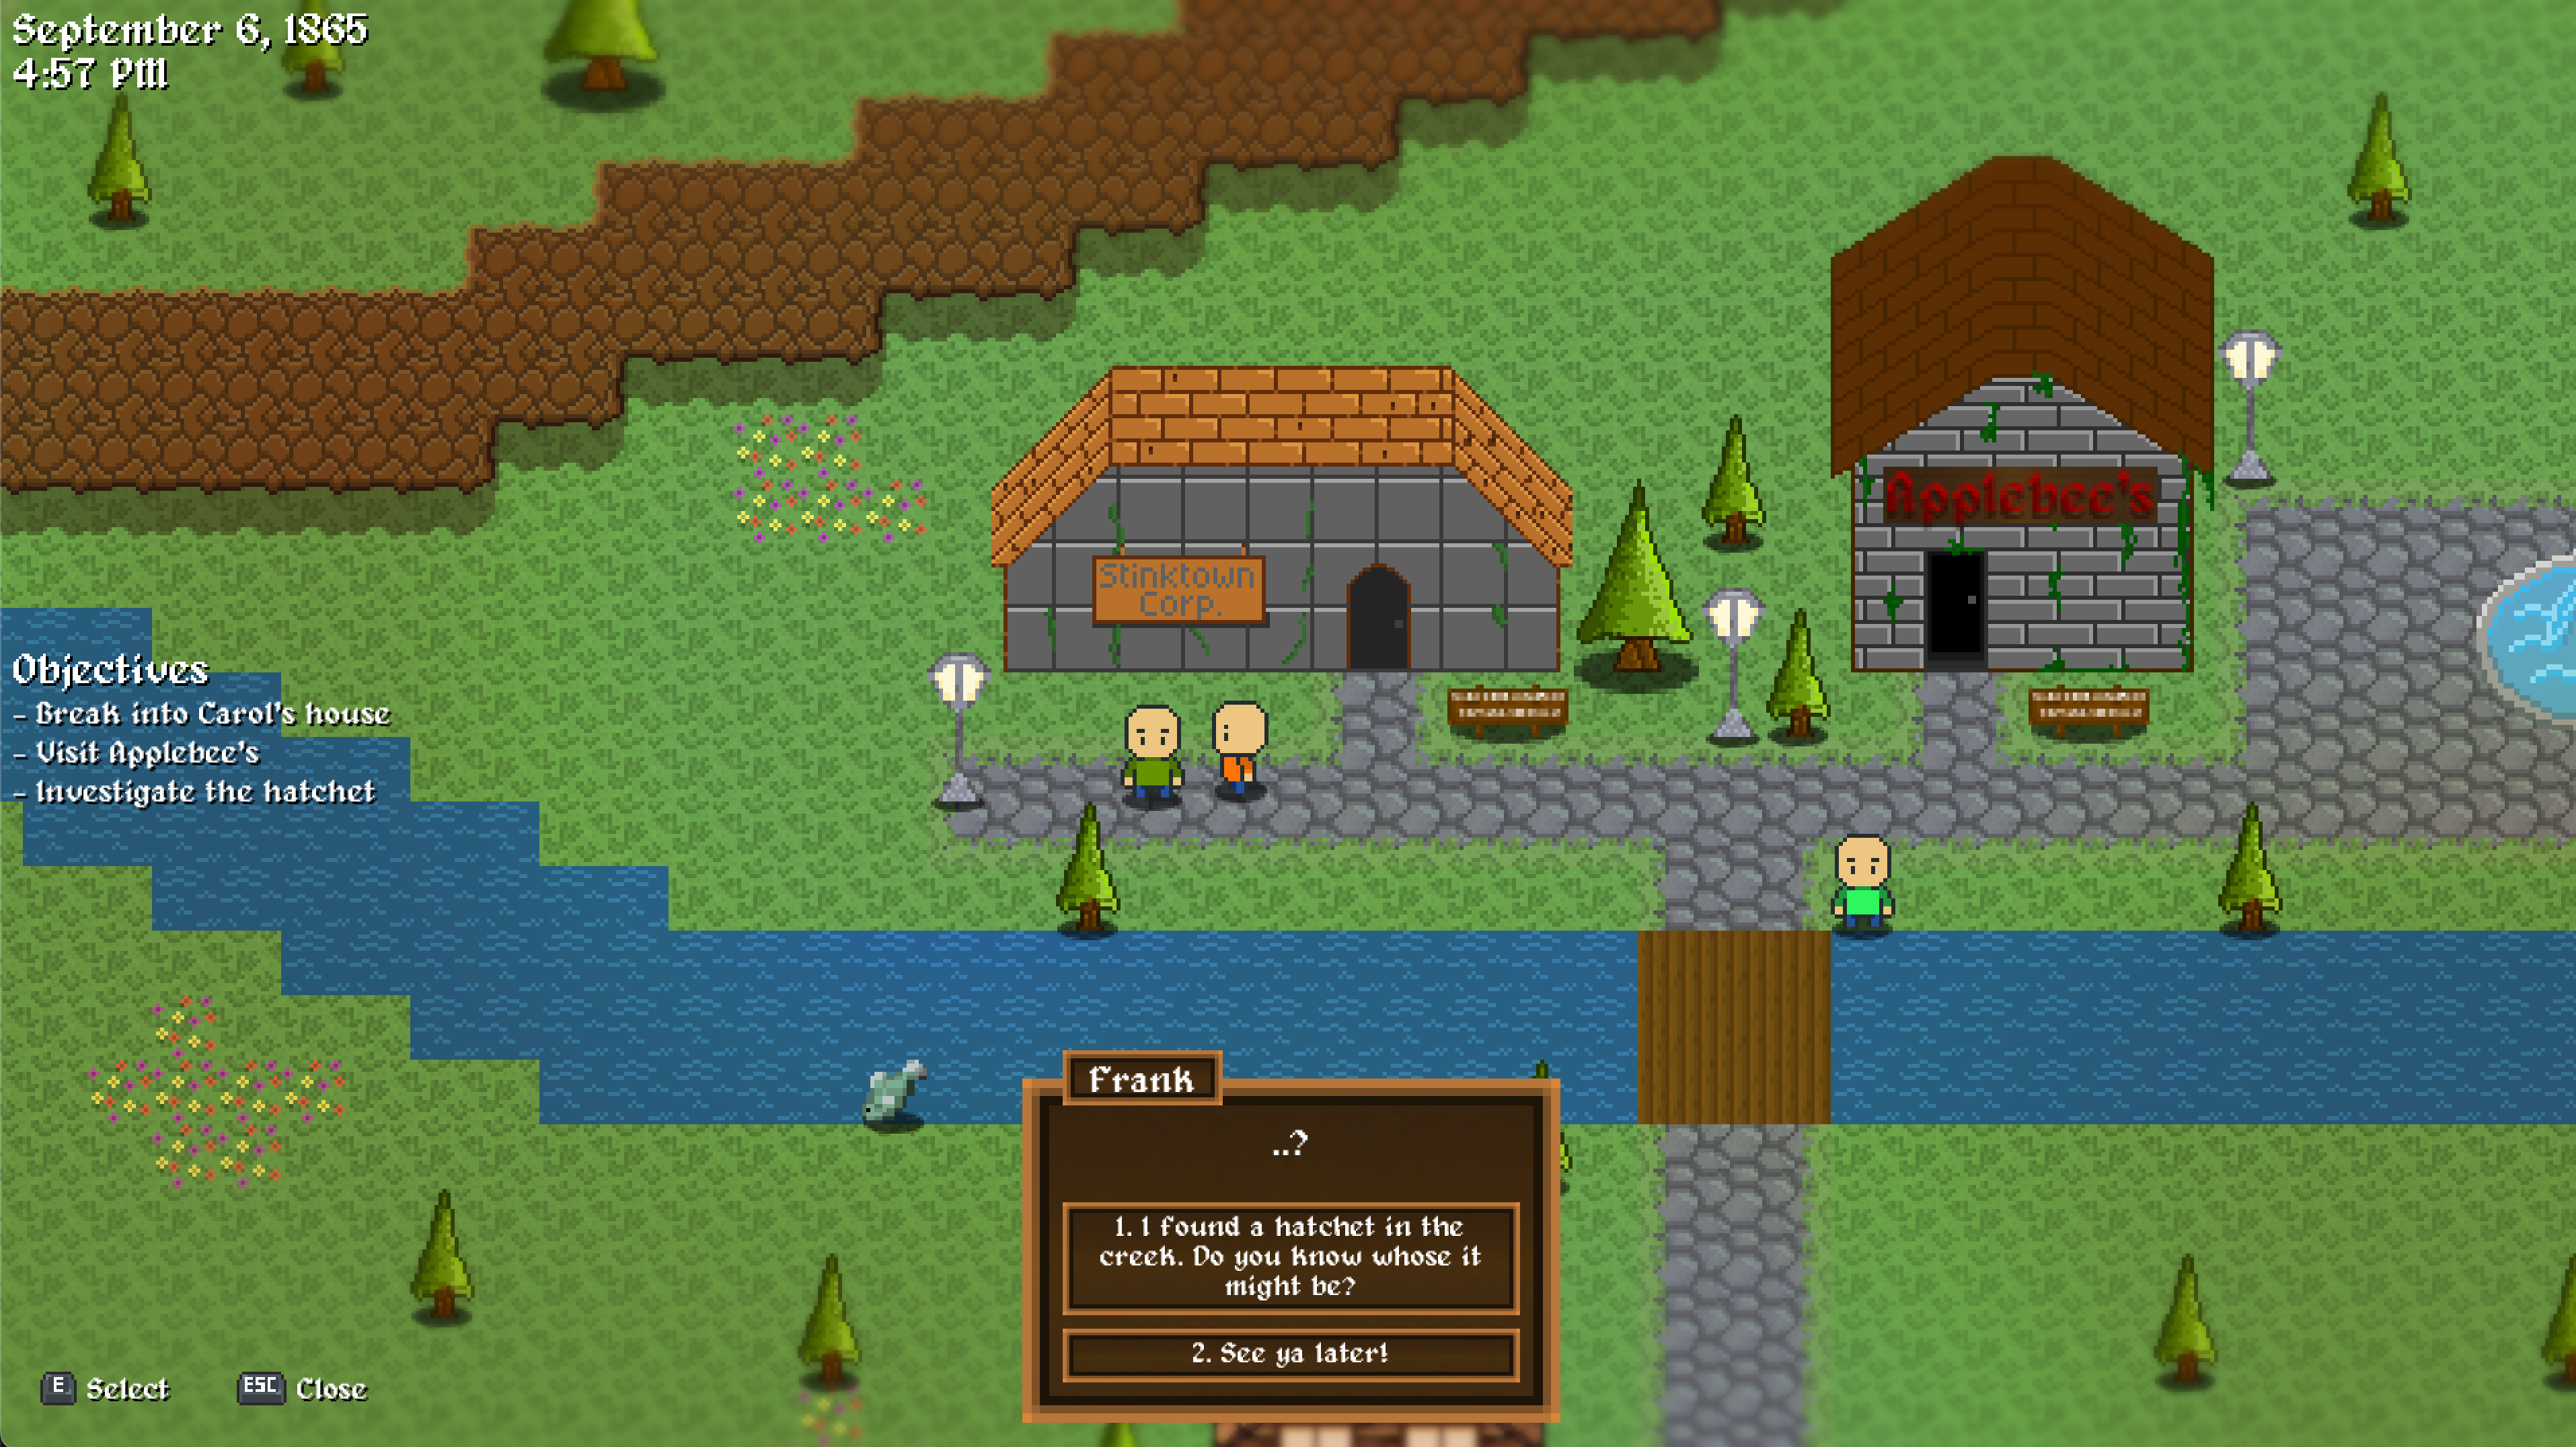 September 6, 1865
4:57 PM
Applebee's
Stinktown
Corp.
Objectives
- Break into Carol's house
- Visit Applebee's
- Investigate the hatchet
Frank
..?
1. I found a hatchet in the
creek. Do you know whose it
might be?
2. See ya later!
E Select
ESC Close